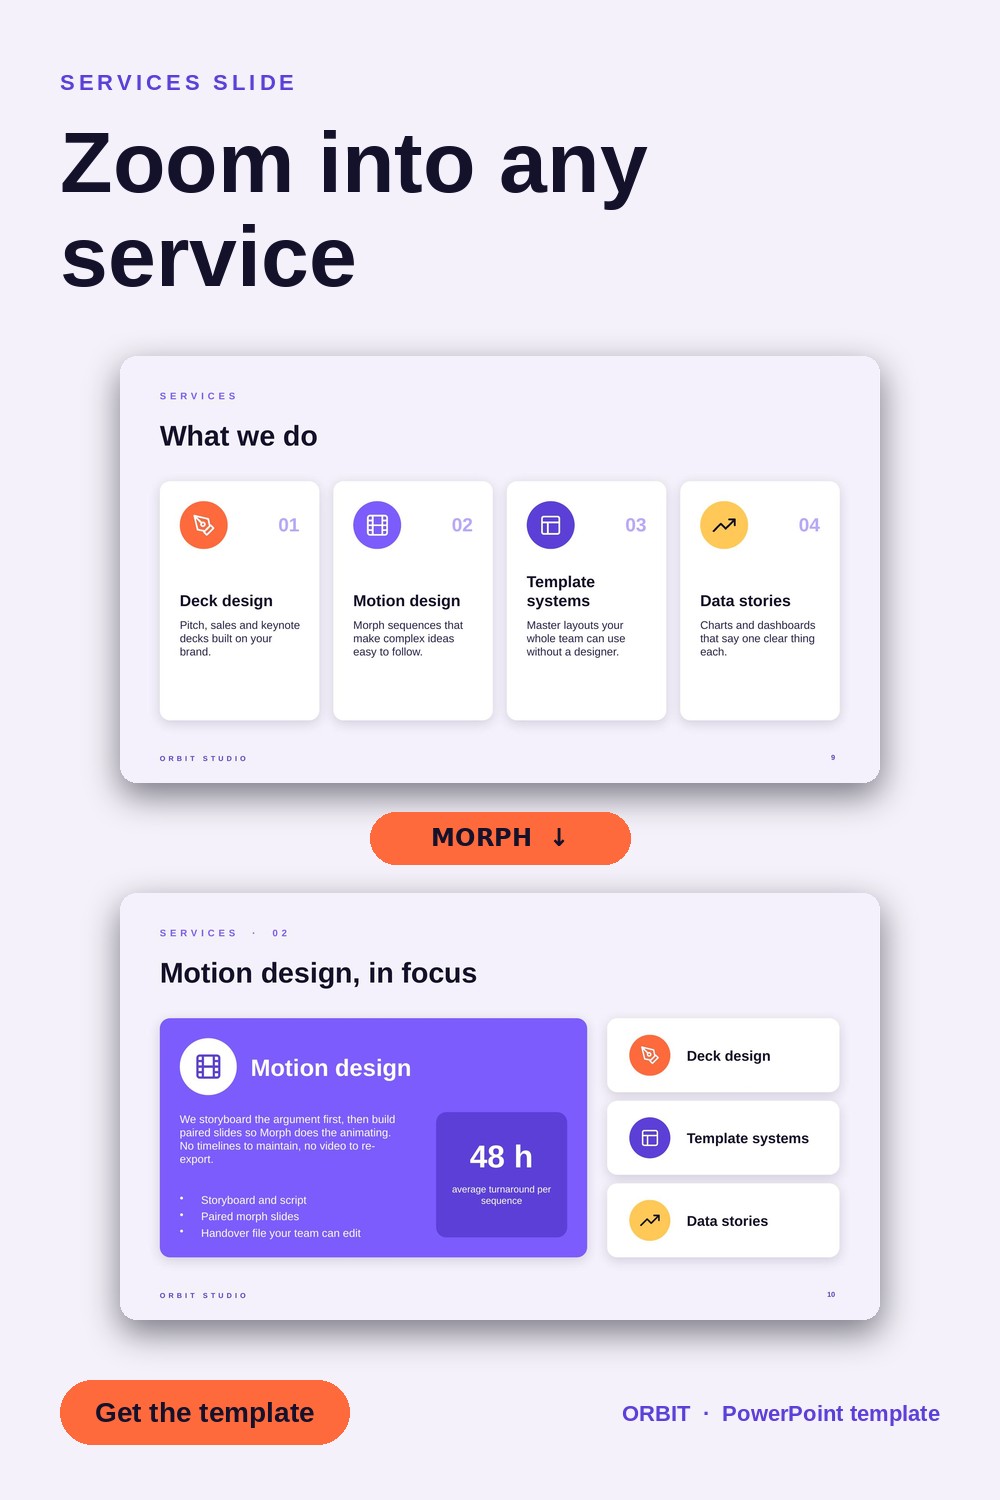 SERVICES SLIDE
Zoom into any
service
SERVICES
What we do
01
Deck design
Pitch, sales and keynote
decks built on your
brand.
02
Motion design
Morph sequences that
make complex ideas
easy to follow.
03
Template
systems
Master layouts your
whole team can use
without a designer.
04
Data stories
Charts and dashboards
that say one clear thing
each.
ORBIT STUDIO
9
MORPH ↓
SERVICES · 02
Motion design, in focus
Motion design
We storyboard the argument first, then build
paired slides so Morph does the animating.
No timelines to maintain, no video to re-
export.
• Storyboard and script
• Paired morph slides
• Handover file your team can edit
48 h
average turnaround per
sequence
Deck design
Template systems
Data stories
ORBIT STUDIO
10
Get the template
ORBIT · PowerPoint template